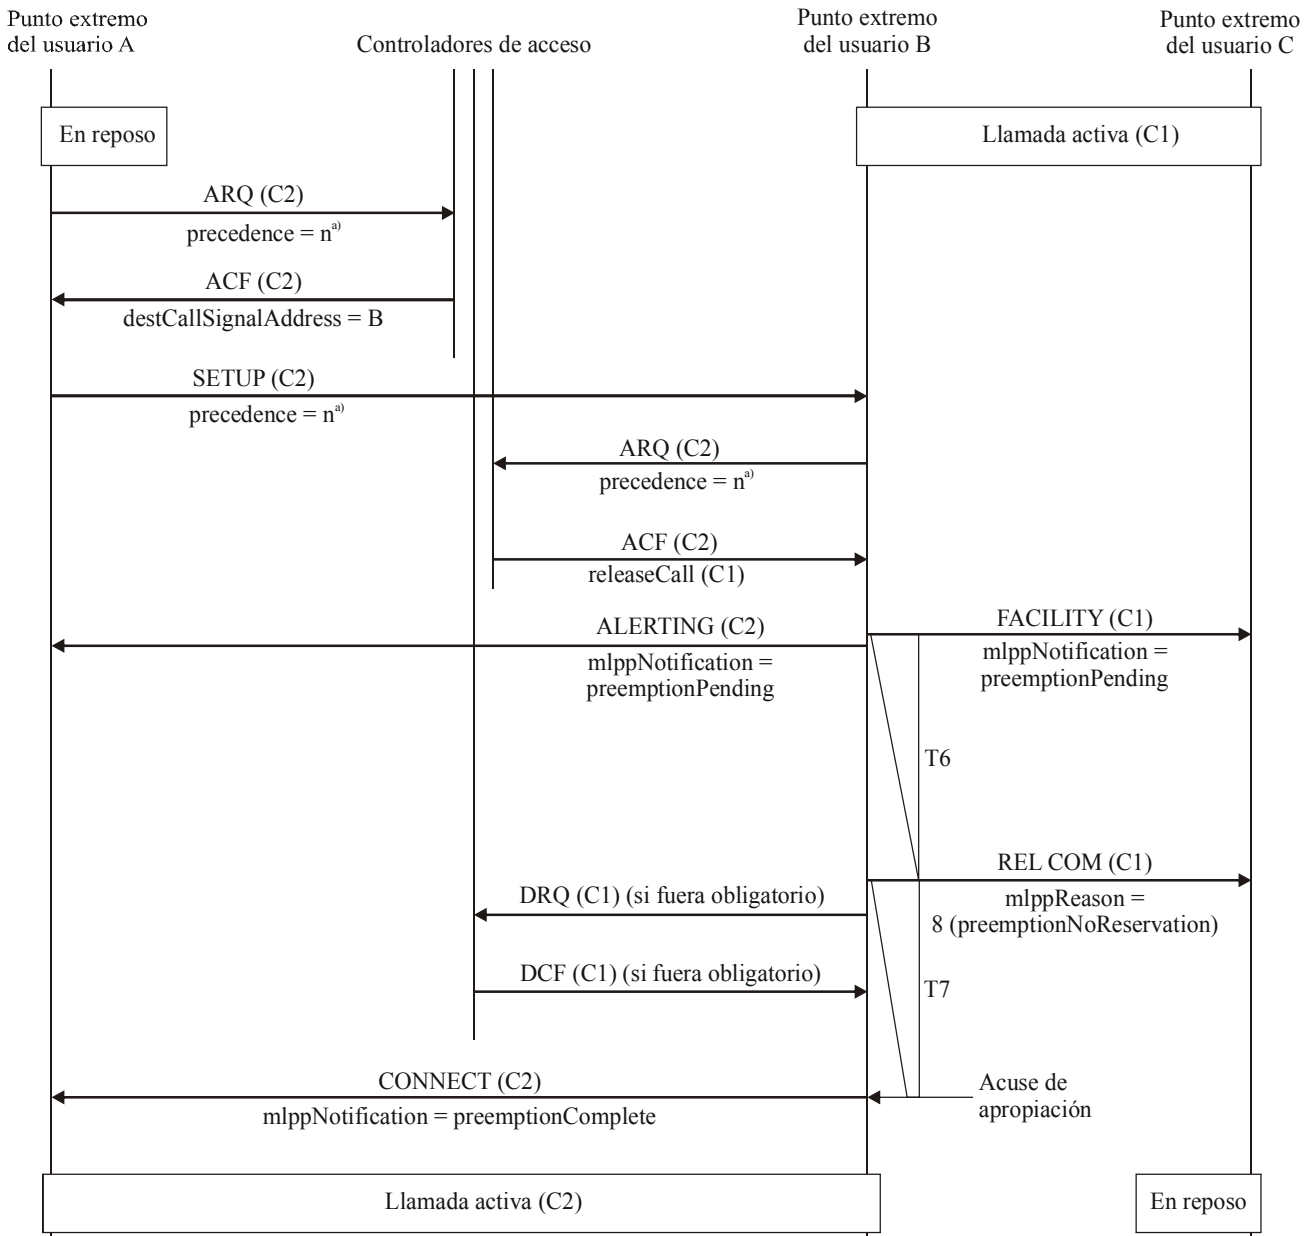 Punto extremo
del usuario A
Controladores de acceso
Punto extremo
del usuario B
Punto extremo
del usuario C
En reposo
Llamada activa (C1)
ARQ (C2)
precedence = n^a)
ACF (C2)
destCallSignalAddress = B
SETUP (C2)
precedence = n^a)
ARQ (C2)
precedence = n^a)
ACF (C2)
releaseCall (C1)
ALERTING (C2)
mlppNotification =
preemptionPending
FACILITY (C1)
mlppNotification =
preemptionPending
T6
REL COM (C1)
mlppReason =
8 (preemptionNoReservation)
DRQ (C1) (si fuera obligatorio)
DCF (C1) (si fuera obligatorio)
T7
CONNECT (C2)
mlppNotification = preemptionComplete
Acuse de
apropiación
Llamada activa (C2)
En reposo